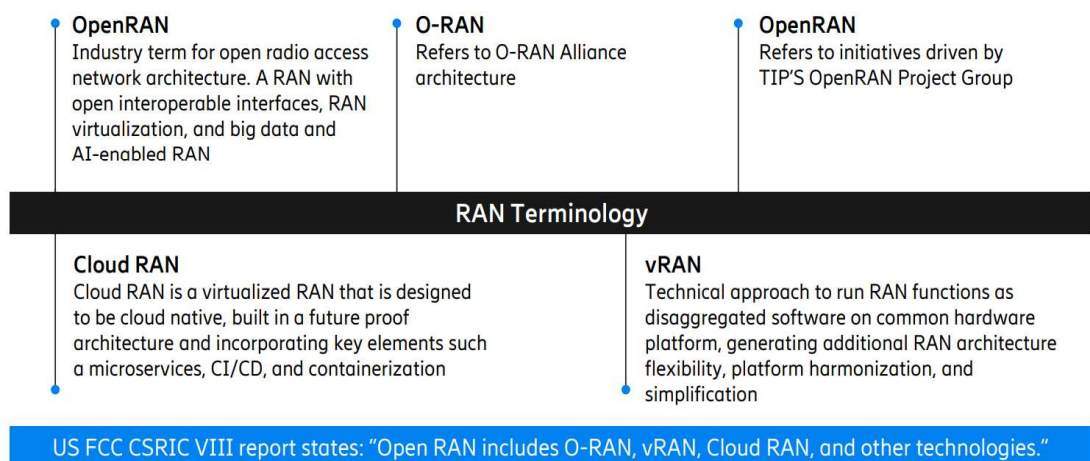 OpenRAN
Industry term for open radio access
network architecture. A RAN with
open interoperable interfaces, RAN
virtualization, and big data and
AI-enabled RAN
O-RAN
Refers to O-RAN Alliance
architecture
OpenRAN
Refers to initiatives driven by
TIP'S OpenRAN Project Group
RAN Terminology
Cloud RAN
Cloud RAN is a virtualized RAN that is designed
to be cloud native, built in a future proof
architecture and incorporating key elements such
a microservices, CI/CD, and containerization
vRAN
Technical approach to run RAN functions as
disaggregated software on common hardware
platform, generating additional RAN architecture
flexibility, platform harmonization, and
simplification
US FCC CSRIC VIII report states: “Open RAN includes O-RAN, vRAN, Cloud RAN, and other technologies.“